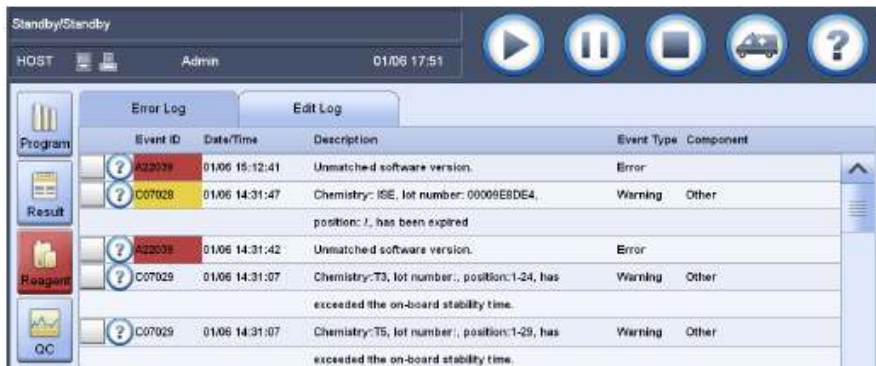 Standby/Standby
HOST Admin 01/06 17:51
?
Error Log Edit Log
Program
Event ID Date/Time Description Event Type Component
? A22039 01/06 15:12:41 Unmatched software version. Error
? C07028 01/06 14:31:47 Chemistry: ISE, lot number: 00009E8DE4, Warning Other
Result
position: /, has been expired
? A22039 01/06 14:31:42 Unmatched software version. Error
Reagent
? C07029 01/06 14:31:07 Chemistry:T3, lot number:, position:1-24, has Warning Other
exceeded the on-board stability time.
? C07029 01/06 14:31:07 Chemistry:T5, lot number:, position:1-29, has Warning Other
QC
exceeded the on-board stability time.